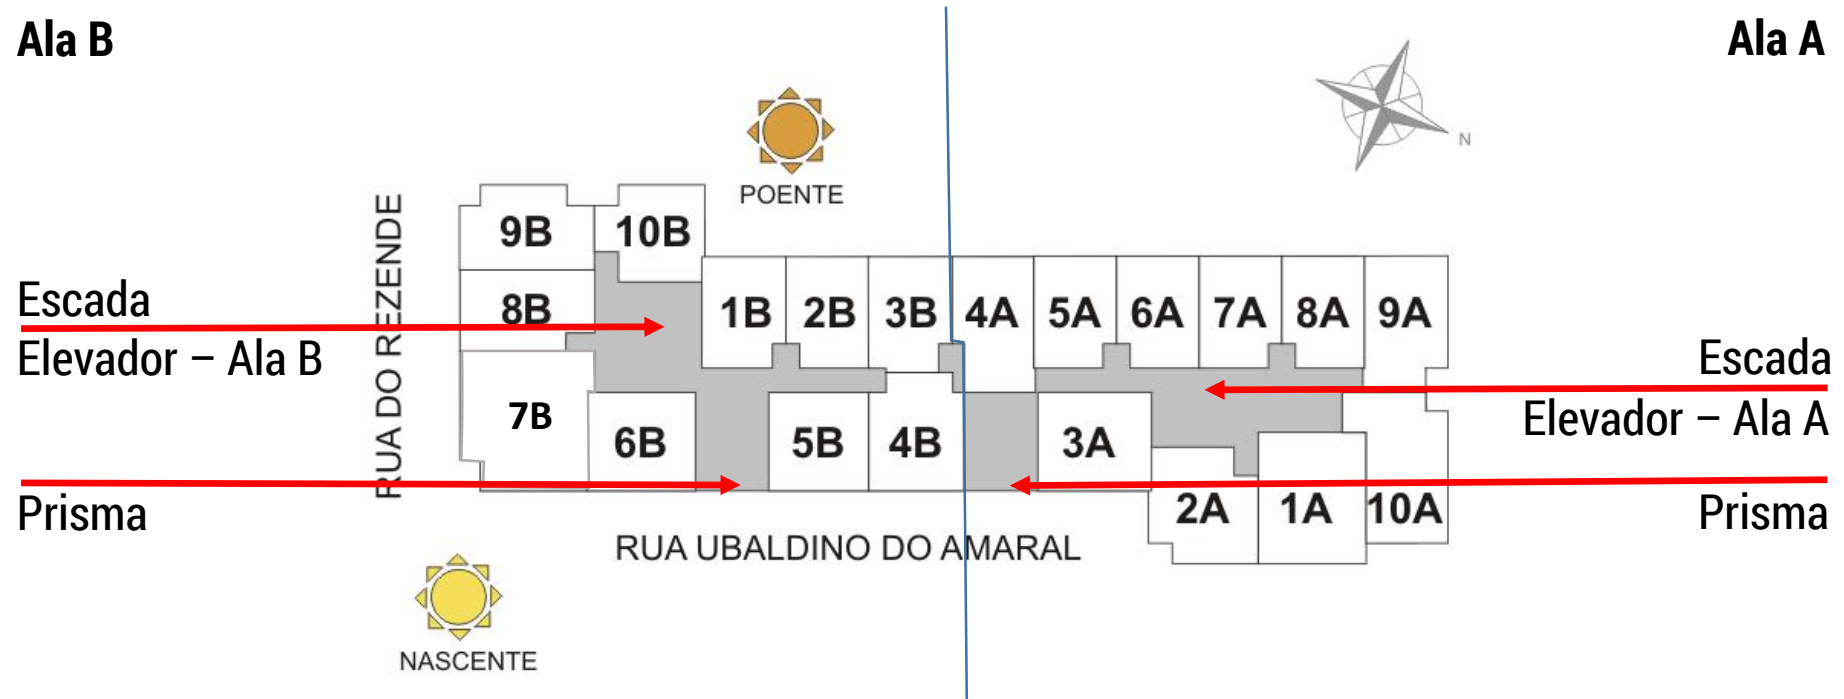 Ala B
Ala A
N
POENTE
RUA DO REZENDE
9B
10B
8B
1B
2B
3B
4A
5A
6A
7A
8A
9A
Escada
Elevador – Ala B
Escada
Elevador – Ala A
7B
6B
5B
4B
3A
2A
1A
10A
Prisma
Prisma
RUA UBALDINO DO AMARAL
NASCENTE